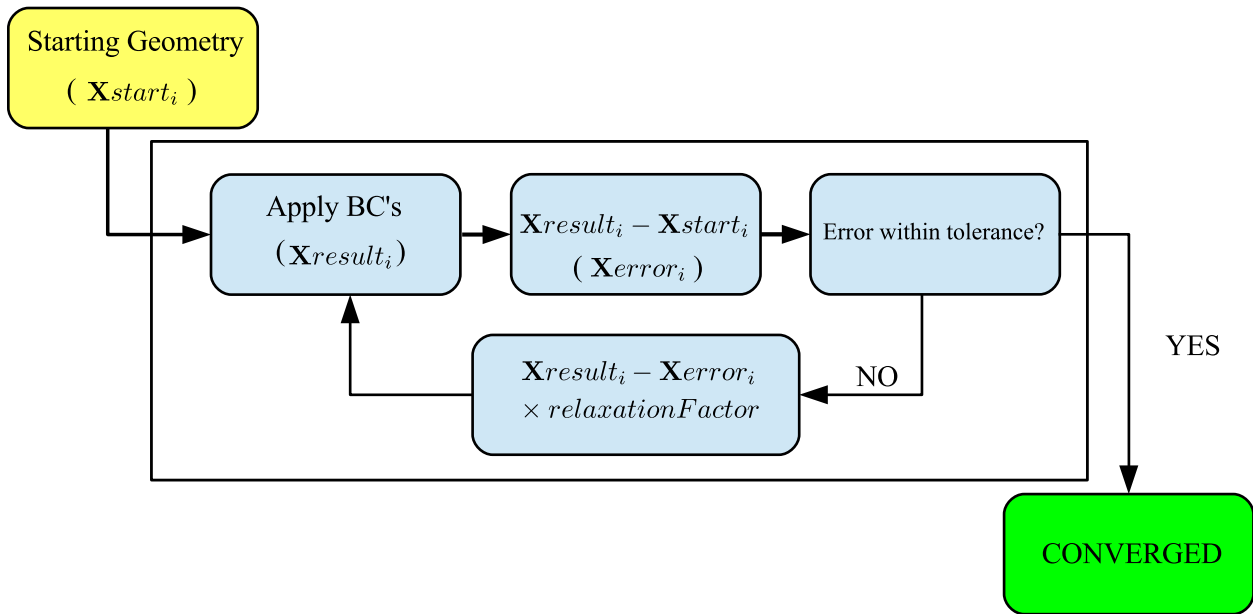 Starting Geometry
( Xstart_i )
Apply BC's
(Xresult_i)
Xresult_i − Xstart_i
( Xerror_i )
Error within tolerance?
YES
Xresult_i − Xerror_i
× relaxationFactor
NO
CONVERGED